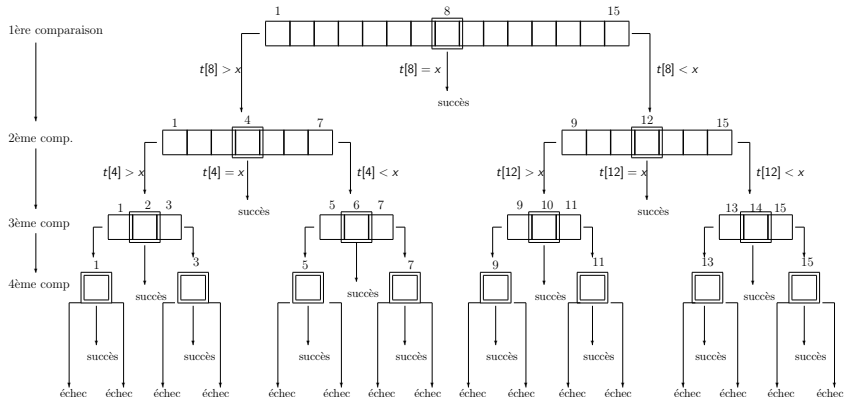 1 8 15
1ère comparaison
t[8] > x t[8] = x t[8] < x
succès
1 4 7 9 12 15
2ème comp.
t[4] > x t[4] = x t[4] < x t[12] > x t[12] = x t[12] < x
1 2 3 succès 5 6 7 9 10 11 succès 13 14 15
3ème comp
1 3 5 7 9 11 13 15
4ème comp
succès succès succès succès
succès succès succès succès succès succès succès succès
échec échec échec échec échec échec échec échec échec échec échec échec échec échec échec échec